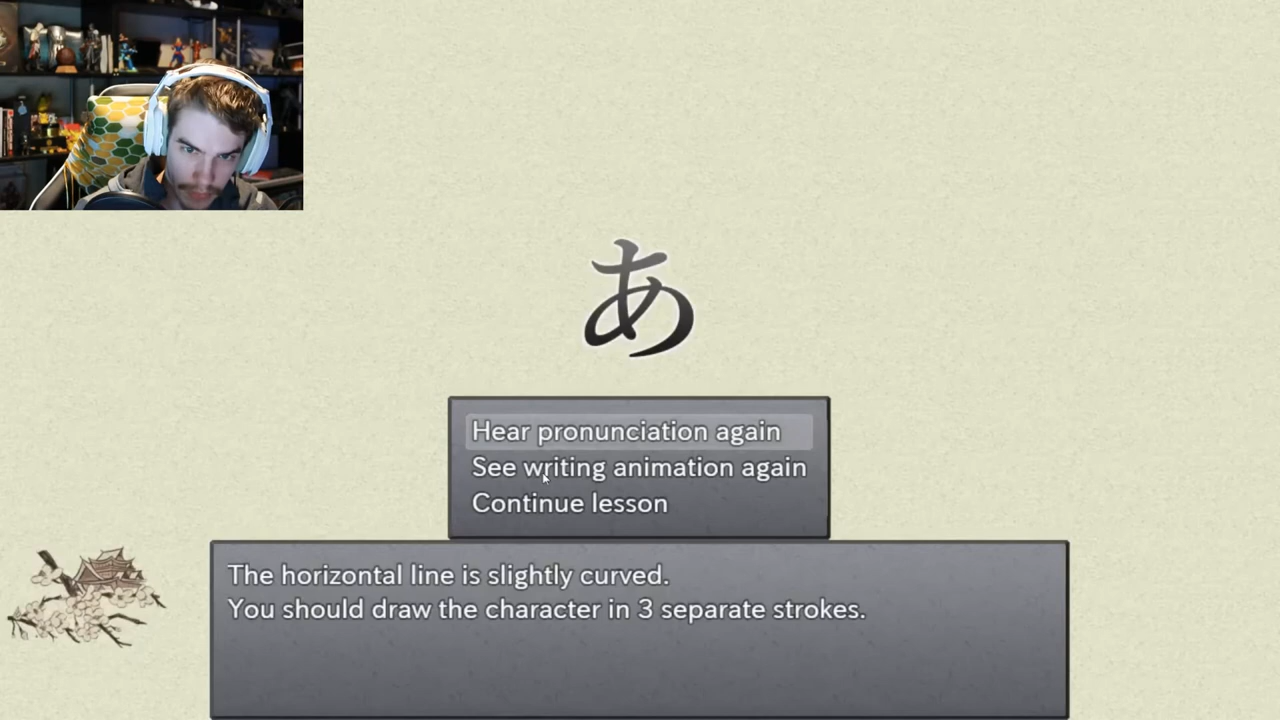 あ
Hear pronunciation again
See writing animation again
Continue lesson
The horizontal line is slightly curved.
You should draw the character in 3 separate strokes.